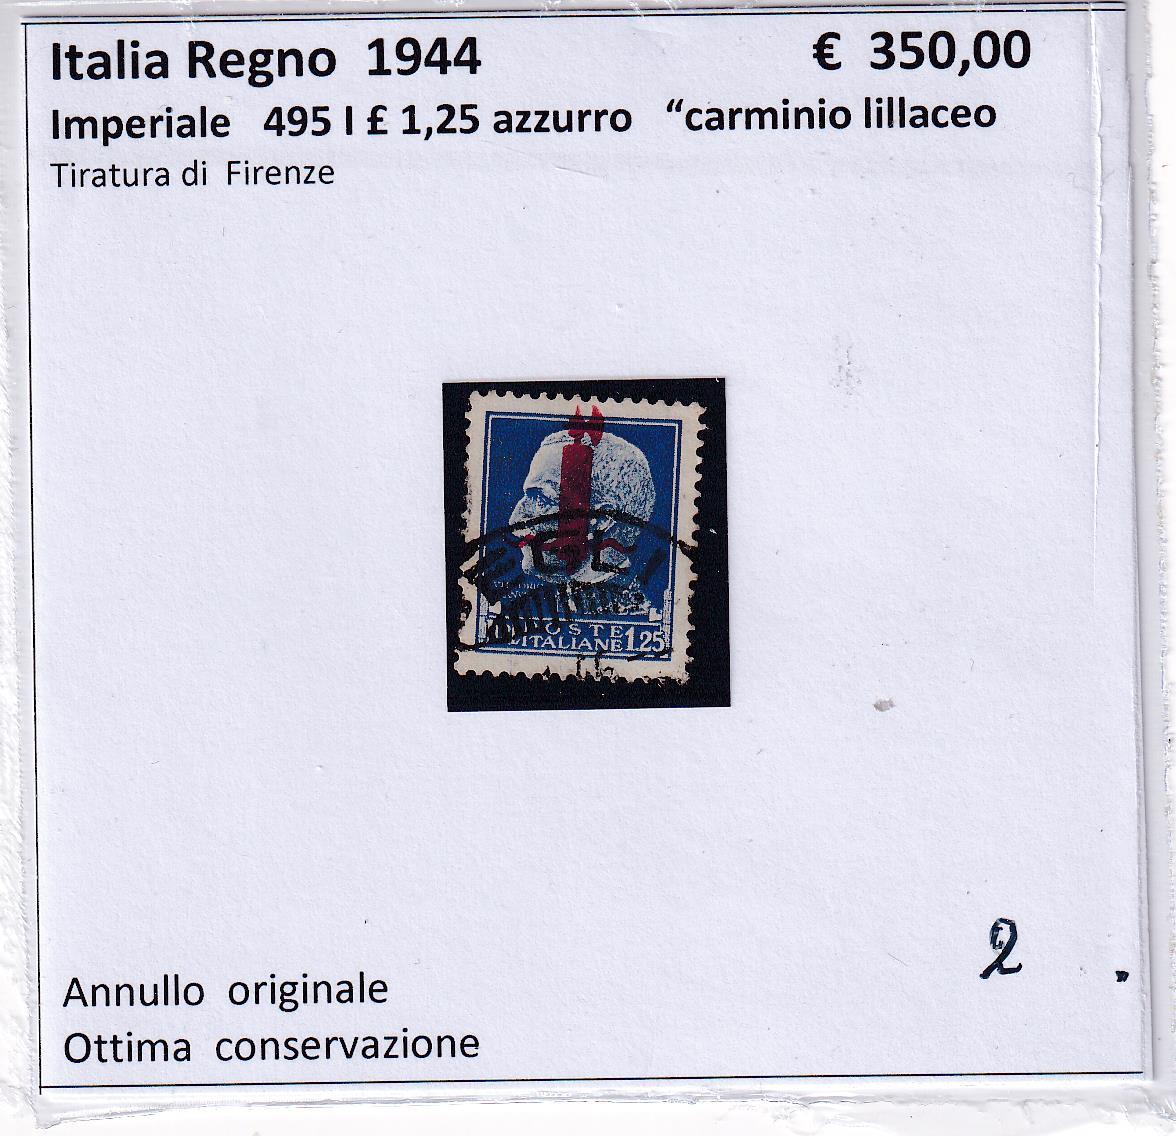 Italia Regno 1944 € 350,00
Imperiale 495 I £ 1,25 azzurro “carminio lillaceo
Tiratura di Firenze
POSTE
ITALIANE 1.25
Annullo originale
Ottima conservazione
2